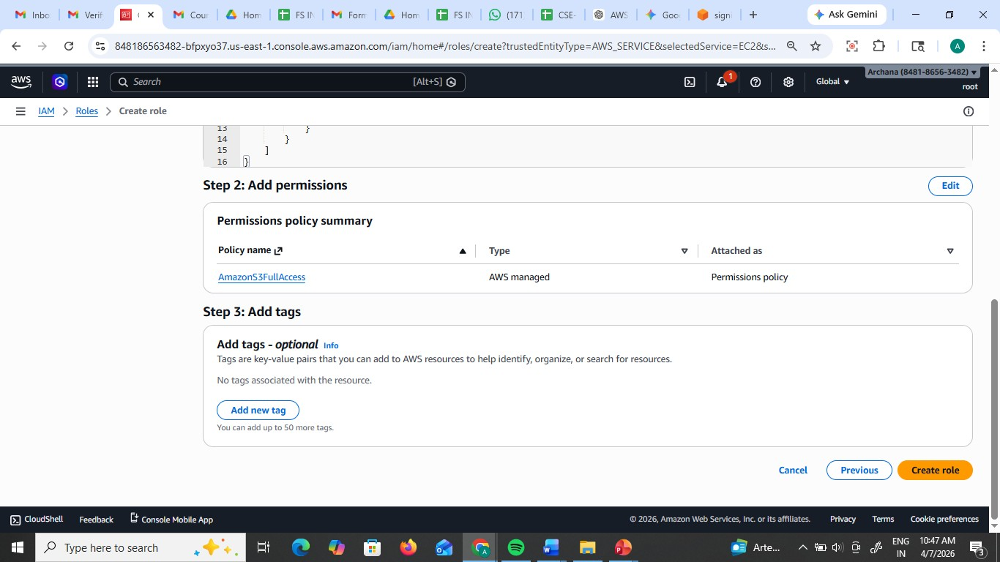 Inbo
Verif
Cour
Hom
FS IN
Form
Hom
FS IN
(171
CSE-
AWS
Goo
sign
Ask Gemini
848186563482-bfpxyo37.us-east-1.console.aws.amazon.com/iam/home#/roles/create?trustedEntityType=AWS_SERVICE&selectedService=EC2&s...
A
aws
Search
[Alt+S]
1
Global
Archana (8481-8656-3482)
root
IAM > Roles > Create role
13 }
14 }
15 ]
16 }
Step 2: Add permissions
Edit
Permissions policy summary
Policy name
Type
Attached as
AmazonS3FullAccess
AWS managed
Permissions policy
Step 3: Add tags
Add tags - optional Info
Tags are key-value pairs that you can add to AWS resources to help identify, organize, or search for resources.
No tags associated with the resource.
Add new tag
You can add up to 50 more tags.
Cancel
Previous
Create role
CloudShell
Feedback
Console Mobile App
© 2026, Amazon Web Services, Inc. or its affiliates.
Privacy
Terms
Cookie preferences
Type here to search
Arte...
ENG
IN
10:47 AM
4/7/2026
3